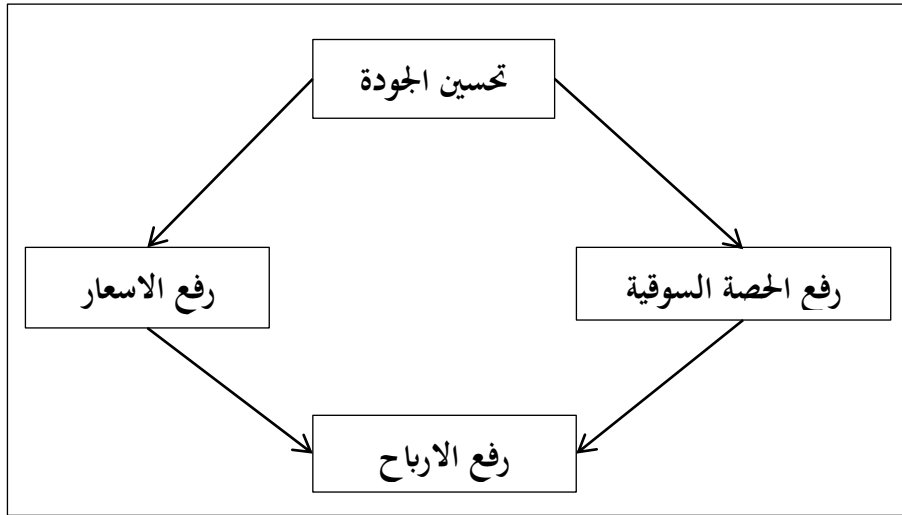 تحسين الجودة
رفع الحصة السوقية
رفع الاسعار
رفع الارباح